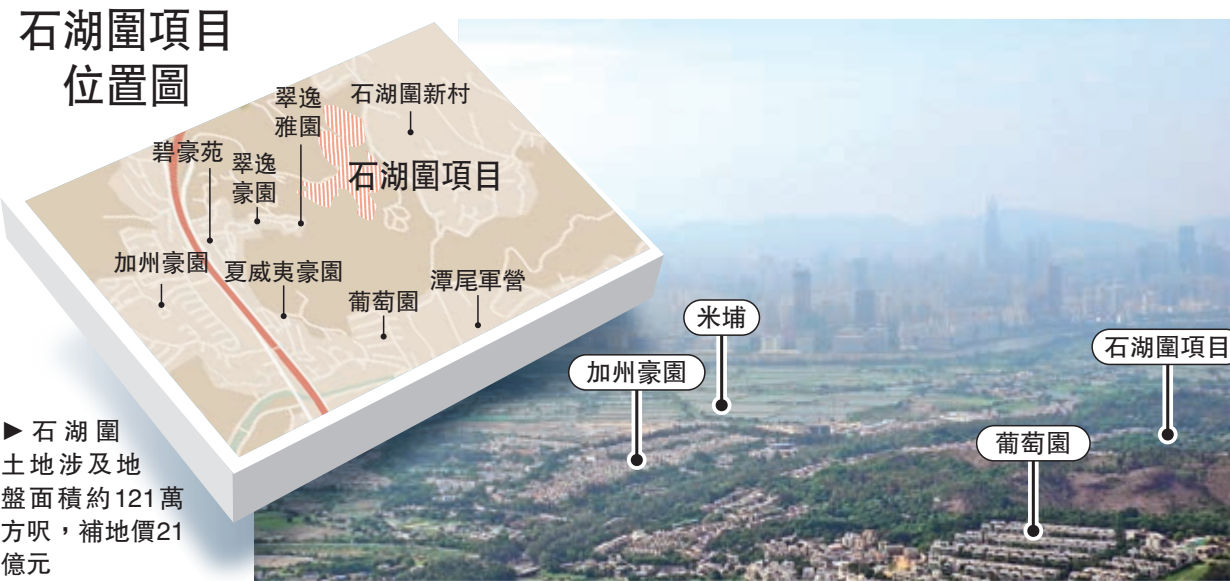 石湖圍項目
位置圖
翠逸
雅園
石湖圍新村
碧豪苑
翠逸
豪園
石湖圍項目
加州豪園
夏威夷豪園
葡萄園
潭尾軍營
米埔
加州豪園
石湖圍項目
葡萄園
▶石湖圍
土地涉及地
盤面積約121萬
方呎，補地價21
億元